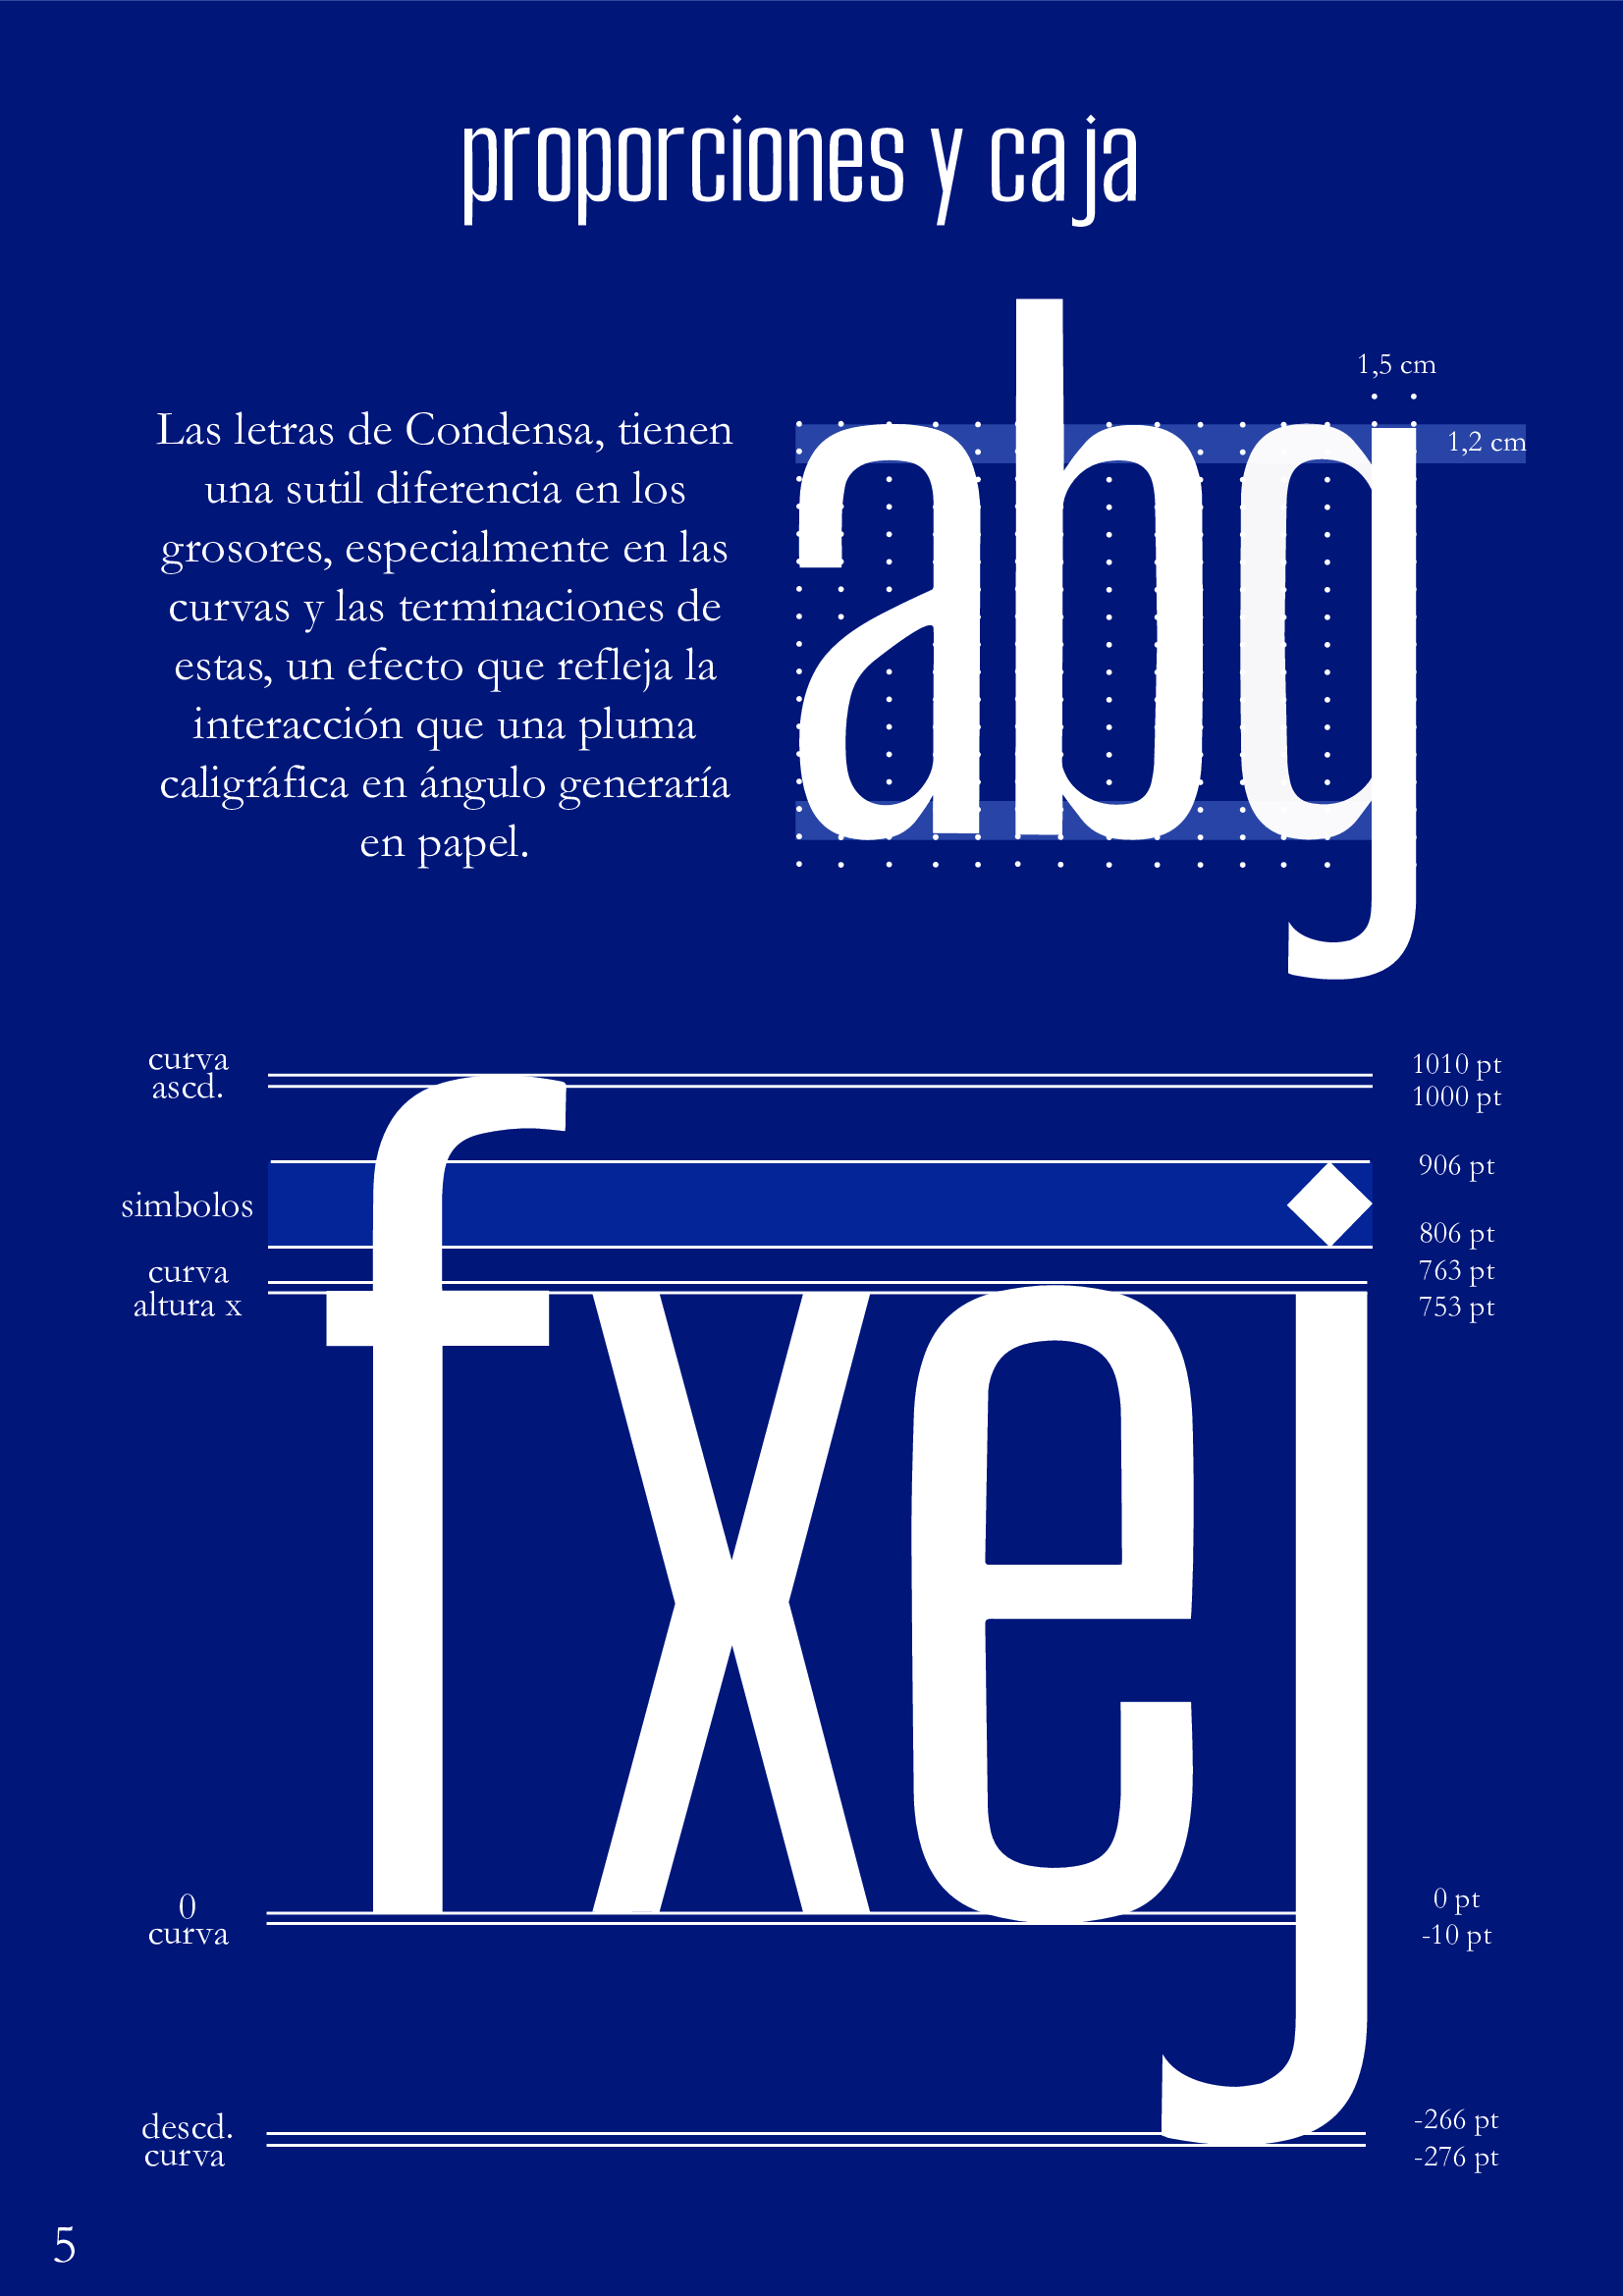 proporciones y caja
Las letras de Condensa, tienen
una sutil diferencia en los
grosores, especialmente en las
curvas y las terminaciones de
estas, un efecto que refleja la
interacción que una pluma
caligráfica en ángulo generaría
en papel.
abg
1,5 cm
1,2 cm
curva
ascd.
simbolos
curva
altura x
0
curva
descd.
curva
fxej
1010 pt
1000 pt
906 pt
806 pt
763 pt
753 pt
0 pt
-10 pt
-266 pt
-276 pt
5